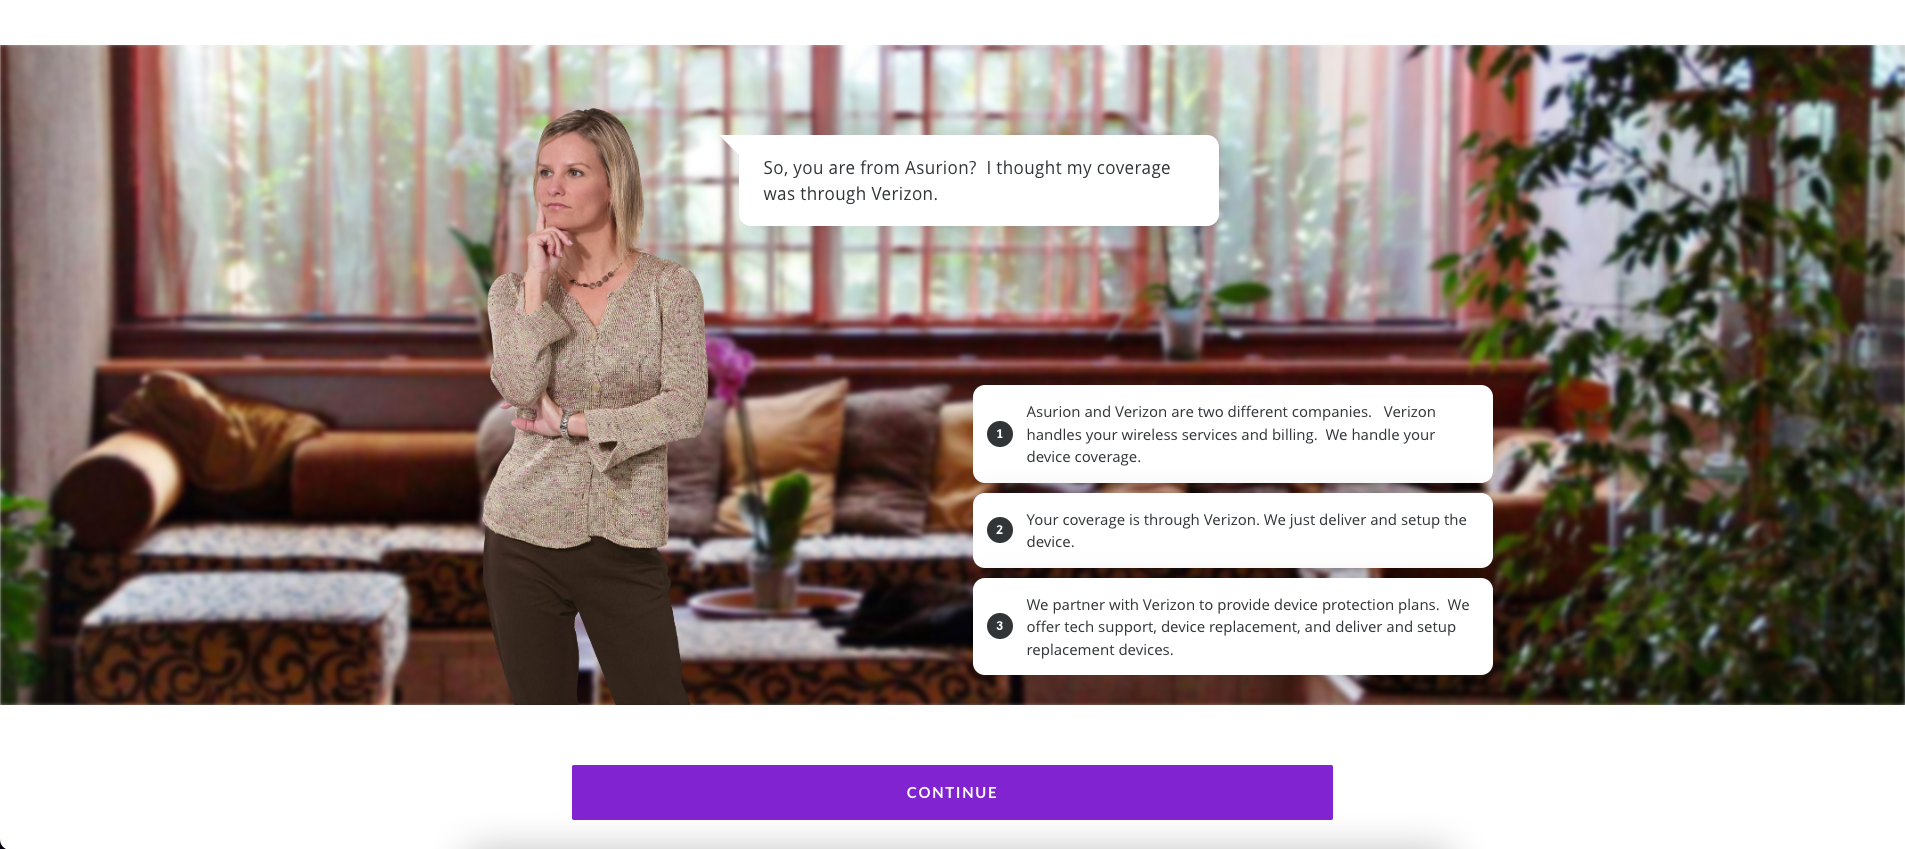 So, you are from Asurion?  I thought my coverage
was through Verizon.
1
Asurion and Verizon are two different companies.   Verizon
handles your wireless services and billing.  We handle your
device coverage.
2
Your coverage is through Verizon. We just deliver and setup the
device.
3
We partner with Verizon to provide device protection plans.  We
offer tech support, device replacement, and deliver and setup
replacement devices.
CONTINUE